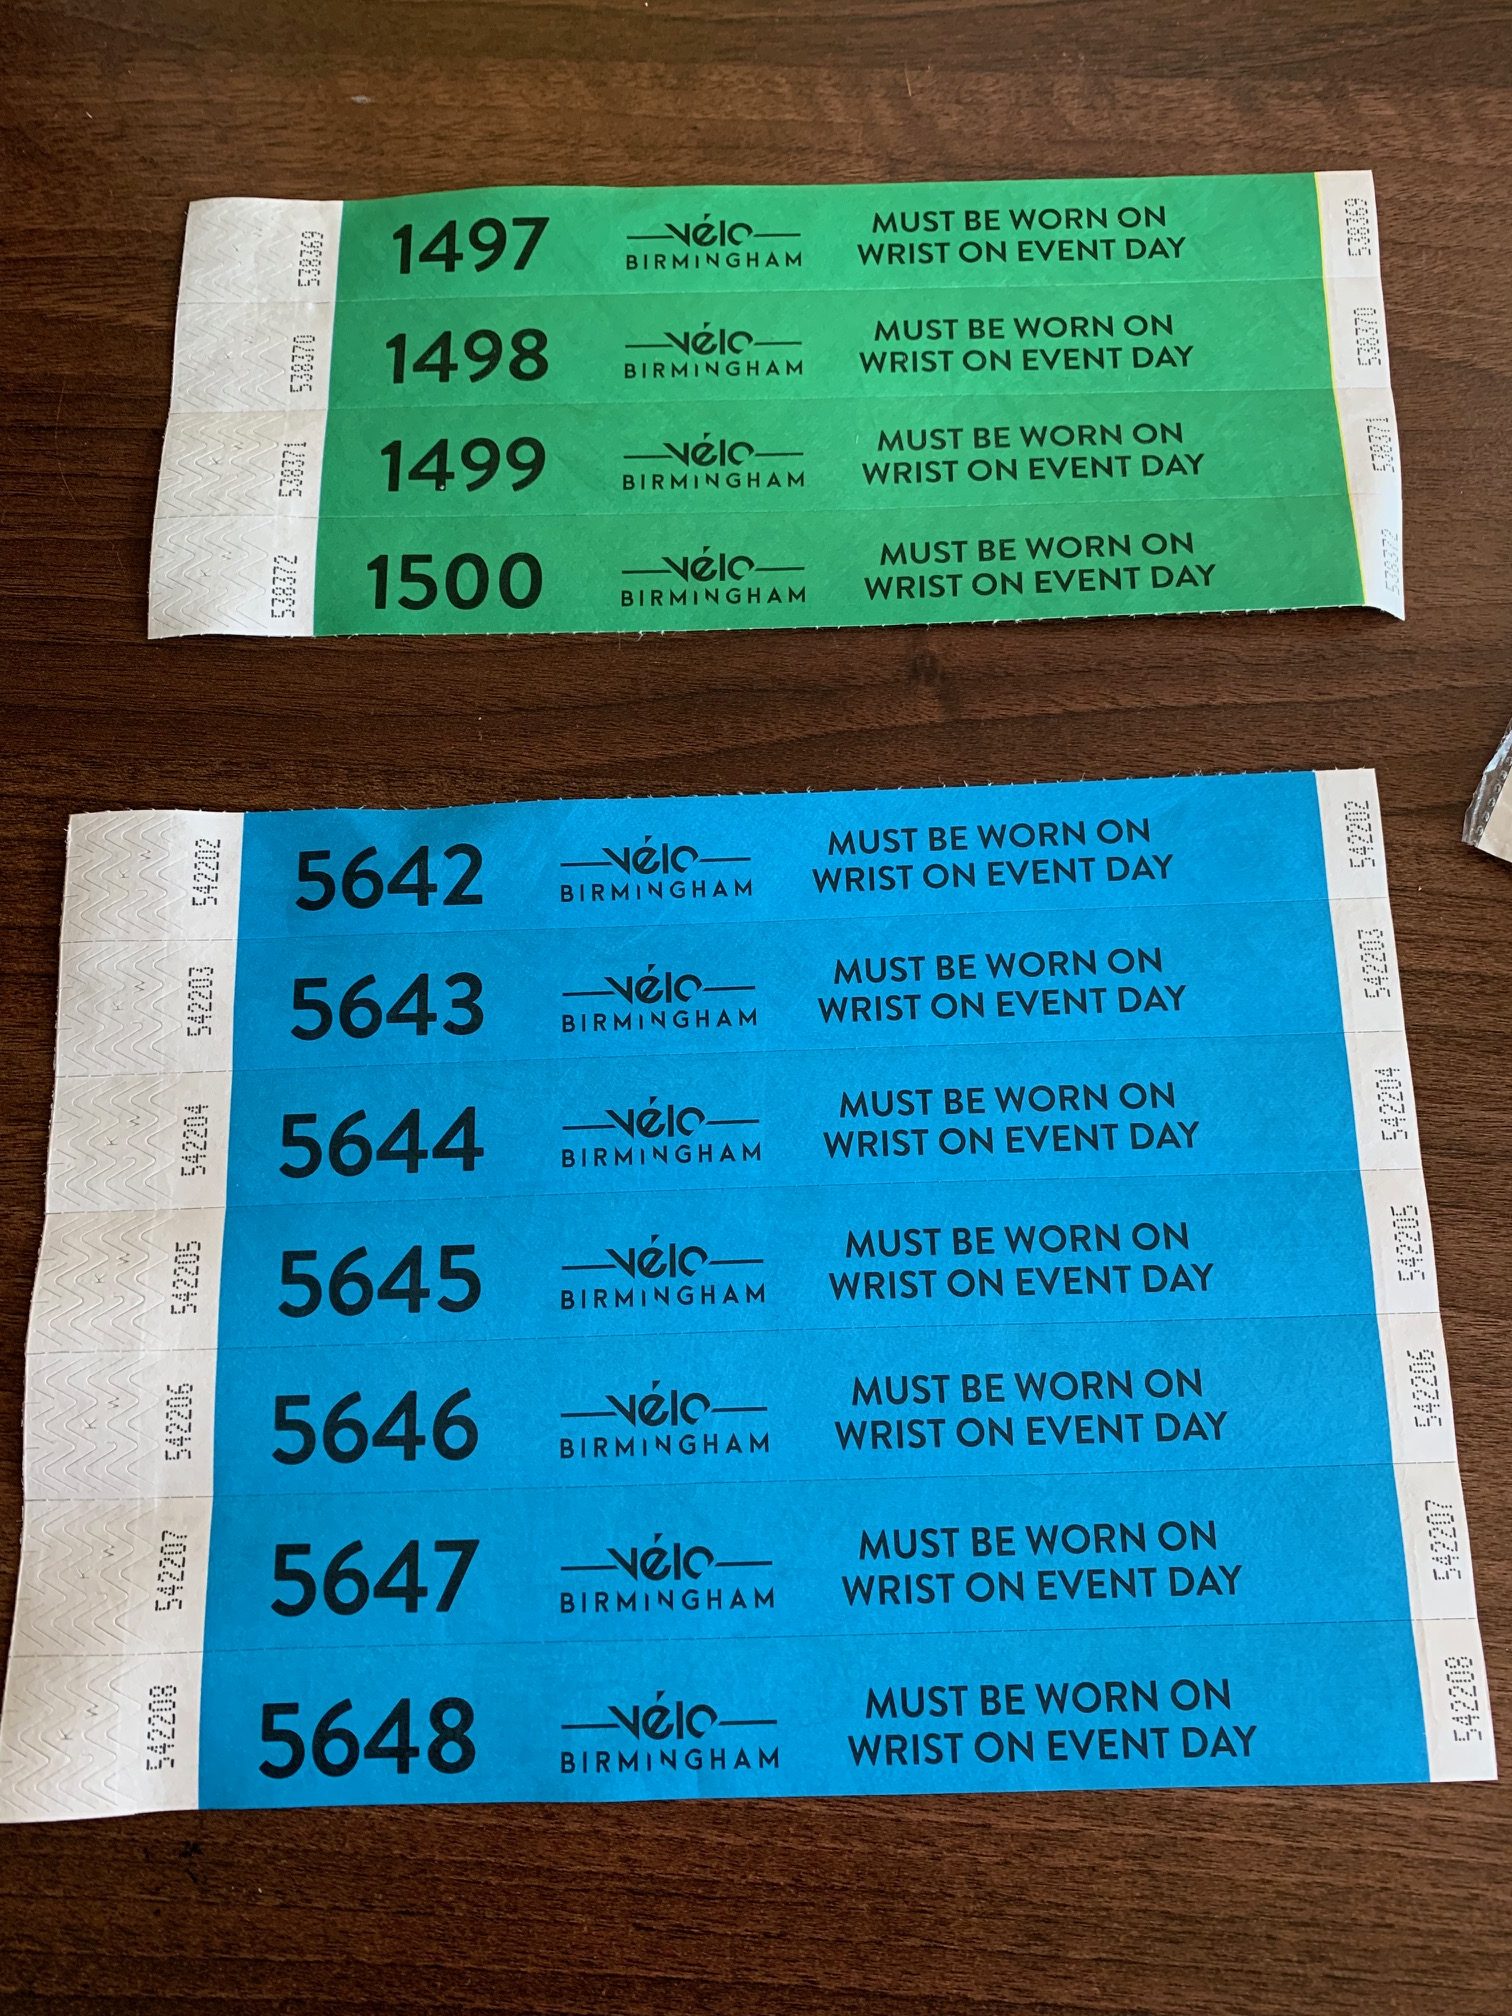 538369 1497 vélo MUST BE WORN ON 538369
BIRMINGHAM WRIST ON EVENT DAY
538370 1498 vélo MUST BE WORN ON 538370
BIRMINGHAM WRIST ON EVENT DAY
538371 1499 vélo MUST BE WORN ON 538371
BIRMINGHAM WRIST ON EVENT DAY
538372 1500 vélo MUST BE WORN ON 538372
BIRMINGHAM WRIST ON EVENT DAY
542202 5642 vélo MUST BE WORN ON 542202
BIRMINGHAM WRIST ON EVENT DAY
542203 5643 vélo MUST BE WORN ON 542203
BIRMINGHAM WRIST ON EVENT DAY
542204 5644 vélo MUST BE WORN ON 542204
BIRMINGHAM WRIST ON EVENT DAY
542205 5645 vélo MUST BE WORN ON 542205
BIRMINGHAM WRIST ON EVENT DAY
542206 5646 vélo MUST BE WORN ON 542206
BIRMINGHAM WRIST ON EVENT DAY
542207 5647 vélo MUST BE WORN ON 542207
BIRMINGHAM WRIST ON EVENT DAY
542208 5648 vélo MUST BE WORN ON 542208
BIRMINGHAM WRIST ON EVENT DAY